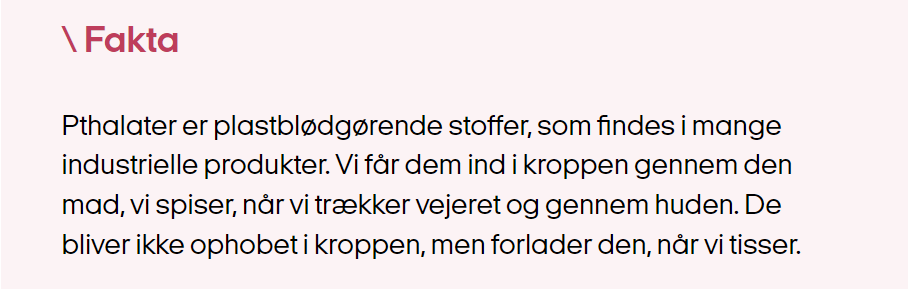 \ Fakta
Pthalater er plastblødgørende stoffer, som findes i mange
industrielle produkter. Vi får dem ind i kroppen gennem den
mad, vi spiser, når vi trækker vejeret og gennem huden. De
bliver ikke ophobet i kroppen, men forlader den, når vi tisser.